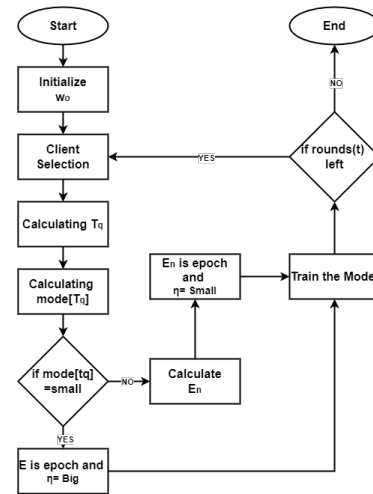 Start
Initialize
wo
Client
Selection
Calculating Tq
Calculating
mode[Tq]
if mode[tq]
=small
YES
E is epoch and
η= Big
NO
Calculate
En
En is epoch
and
η= Small
Train the Model
if rounds(t)
left
YES
NO
End